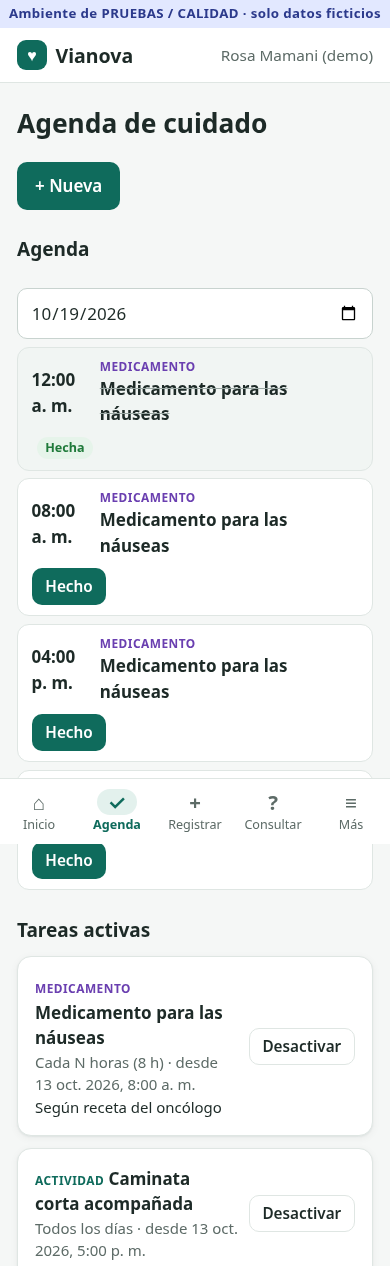 Ambiente de PRUEBAS / CALIDAD · solo datos ficticios
Vianova
Rosa Mamani (demo)
Agenda de cuidado
+ Nueva
Agenda
10/19/2026
12:00
a. m.
MEDICAMENTO
Medicamento para las
náuseas
Hecha
08:00
a. m.
MEDICAMENTO
Medicamento para las
náuseas
Hecho
04:00
p. m.
MEDICAMENTO
Medicamento para las
náuseas
Hecho
Inicio
Agenda
Registrar
Consultar
Más
Hecho
Tareas activas
MEDICAMENTO
Medicamento para las
náuseas
Cada N horas (8 h) · desde
13 oct. 2026, 8:00 a. m.
Según receta del oncólogo
Desactivar
ACTIVIDAD Caminata
corta acompañada
Todos los días · desde 13 oct.
2026, 5:00 p. m.
Desactivar